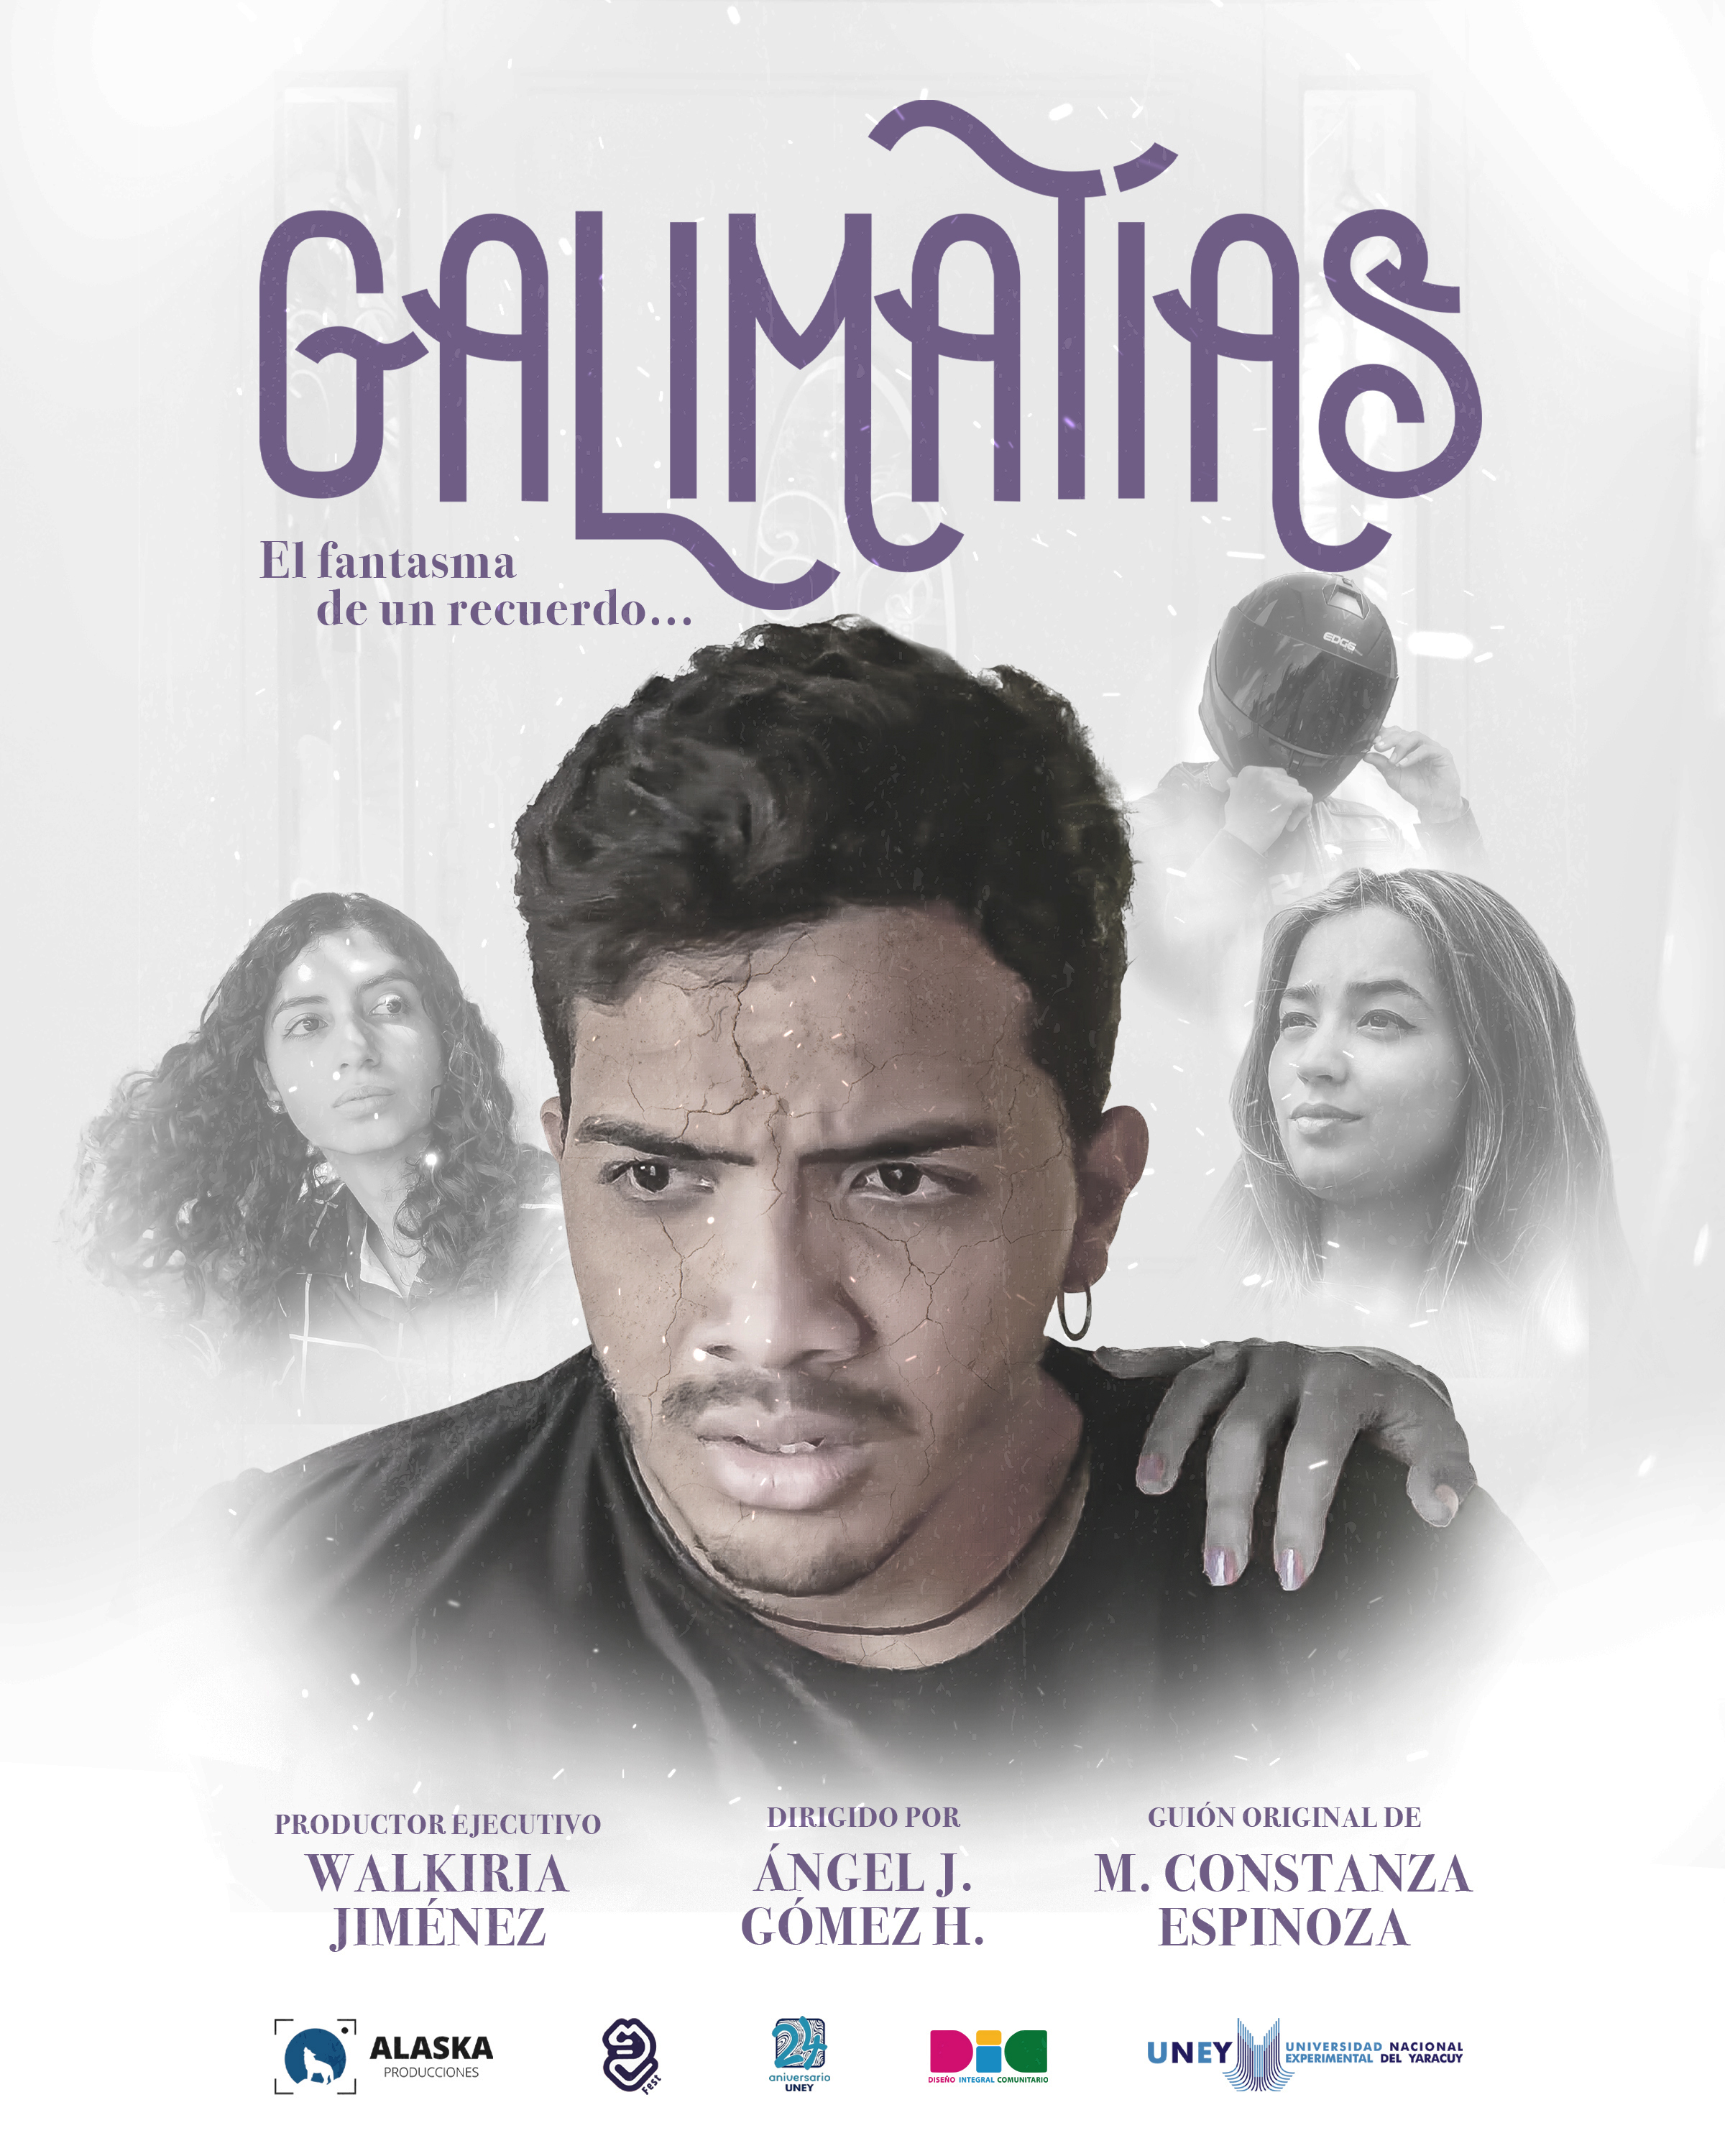 GALIMATÍAS
El fantasma
de un recuerdo...
EDGE
PRODUCTOR EJECUTIVO
WALKIRIA
JIMÉNEZ
DIRIGIDO POR
ÁNGEL J.
GÓMEZ H.
GUIÓN ORIGINAL DE
M. CONSTANZA
ESPINOZA
ALASKA
PRODUCCIONES
Fest
24
aniversario
UNEY
DiC
DISEÑO INTEGRAL COMUNITARIO
UNEY
UNIVERSIDAD NACIONAL
EXPERIMENTAL DEL YARACUY